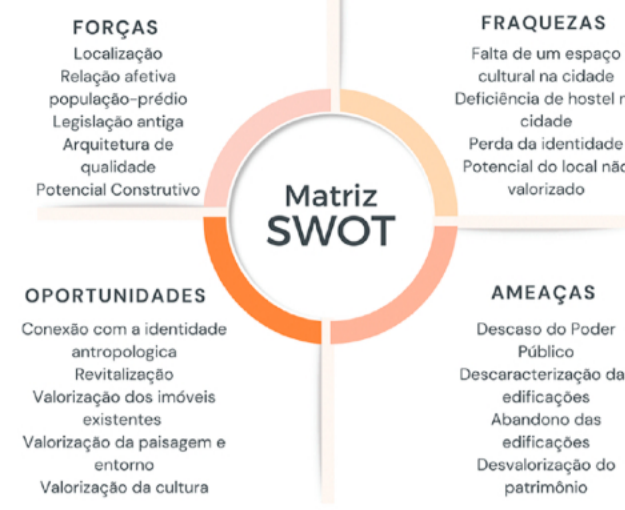 FORÇAS
Localização
Relação afetiva
população-prédio
Legislação antiga
Arquitetura de
qualidade
Potencial Construtivo
FRAQUEZAS
Falta de um espaço
cultural na cidade
Deficiência de hostel
cidade
Perda da identidade
Potencial do local não
valorizado
Matriz
SWOT
OPORTUNIDADES
Conexão com a identidade
antropologica
Revitalização
Valorização dos imóveis
existentes
Valorização da paisagem e
entorno
Valorização da cultura
AMEAÇAS
Descaso do Poder
Público
Descaracterização da
edificações
Abandono das
edificações
Desvalorização do
patrimônio